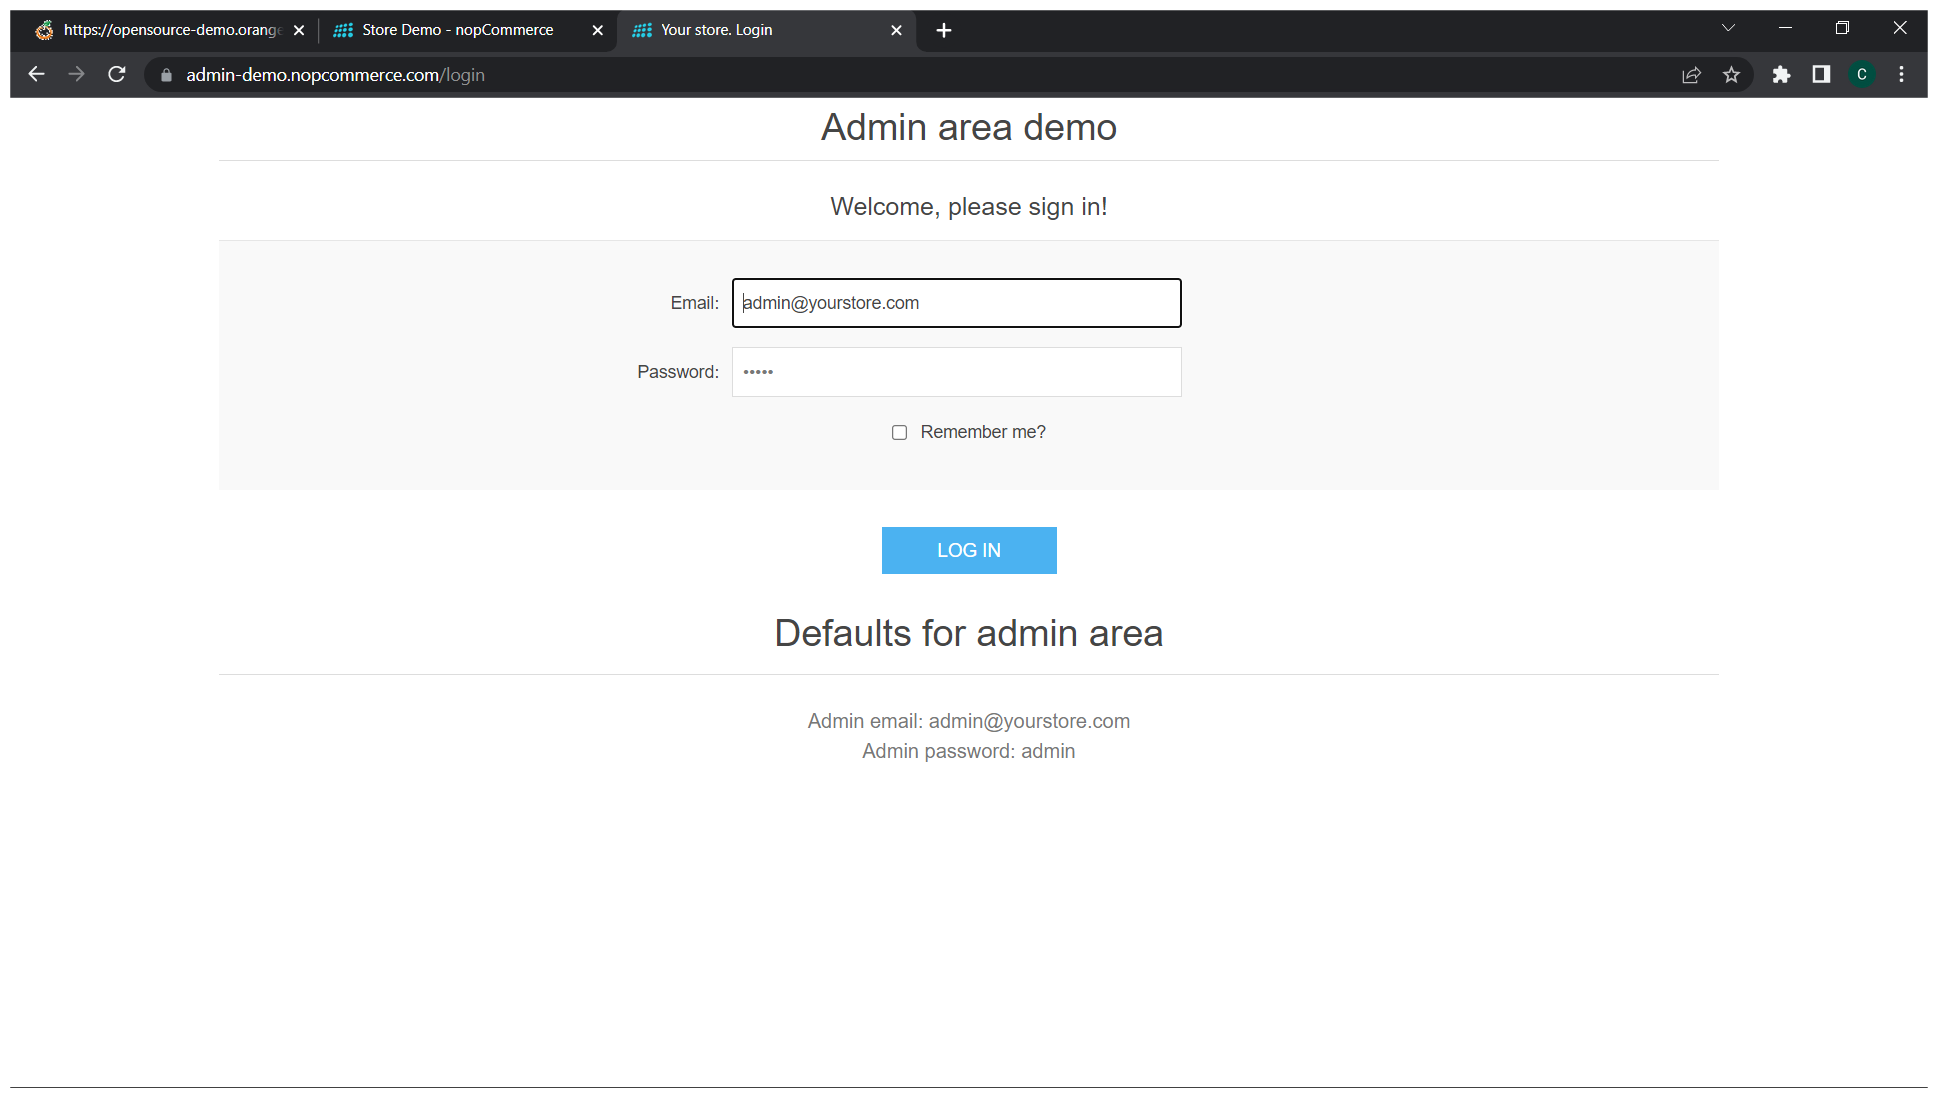 https://opensource-demo.orange
Store Demo - nopCommerce
Your store. Login
admin-demo.nopcommerce.com/login
C
Admin area demo
Welcome, please sign in!
Email: admin@yourstore.com
Password: •••••
Remember me?
LOG IN
Defaults for admin area
Admin email: admin@yourstore.com
Admin password: admin